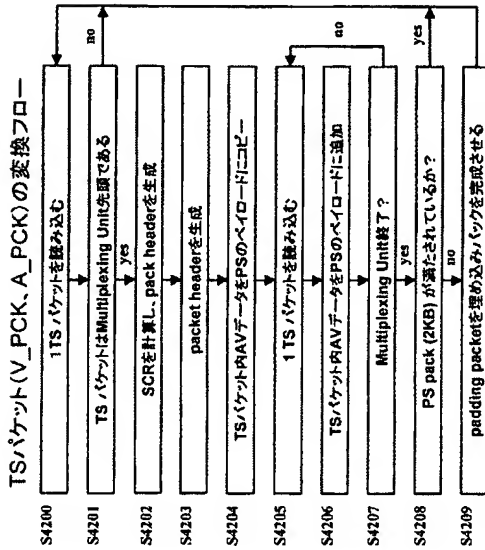 TSパケット(V_PCK、A_PCK)の変換フロー
S4200 1TSパケットを読み込む
S4201 TS パケットはMultiplexing Unit先頭である
no
yes
S4202 SCRを計算し、pack headerを生成
S4203 packet headerを生成
S4204 TSパケット内AVデータをPSのペイロードにコピー
S4205 1 TSパケットを読み込む
S4206 TSパケット内AVデータをPSのペイロードに追加
no
S4207 Multiplexing Unit終了？
yes
S4208 PS pack (2KB) が満たされているか？
yes
no
S4209 padding packetを埋め込みパックを完成させる